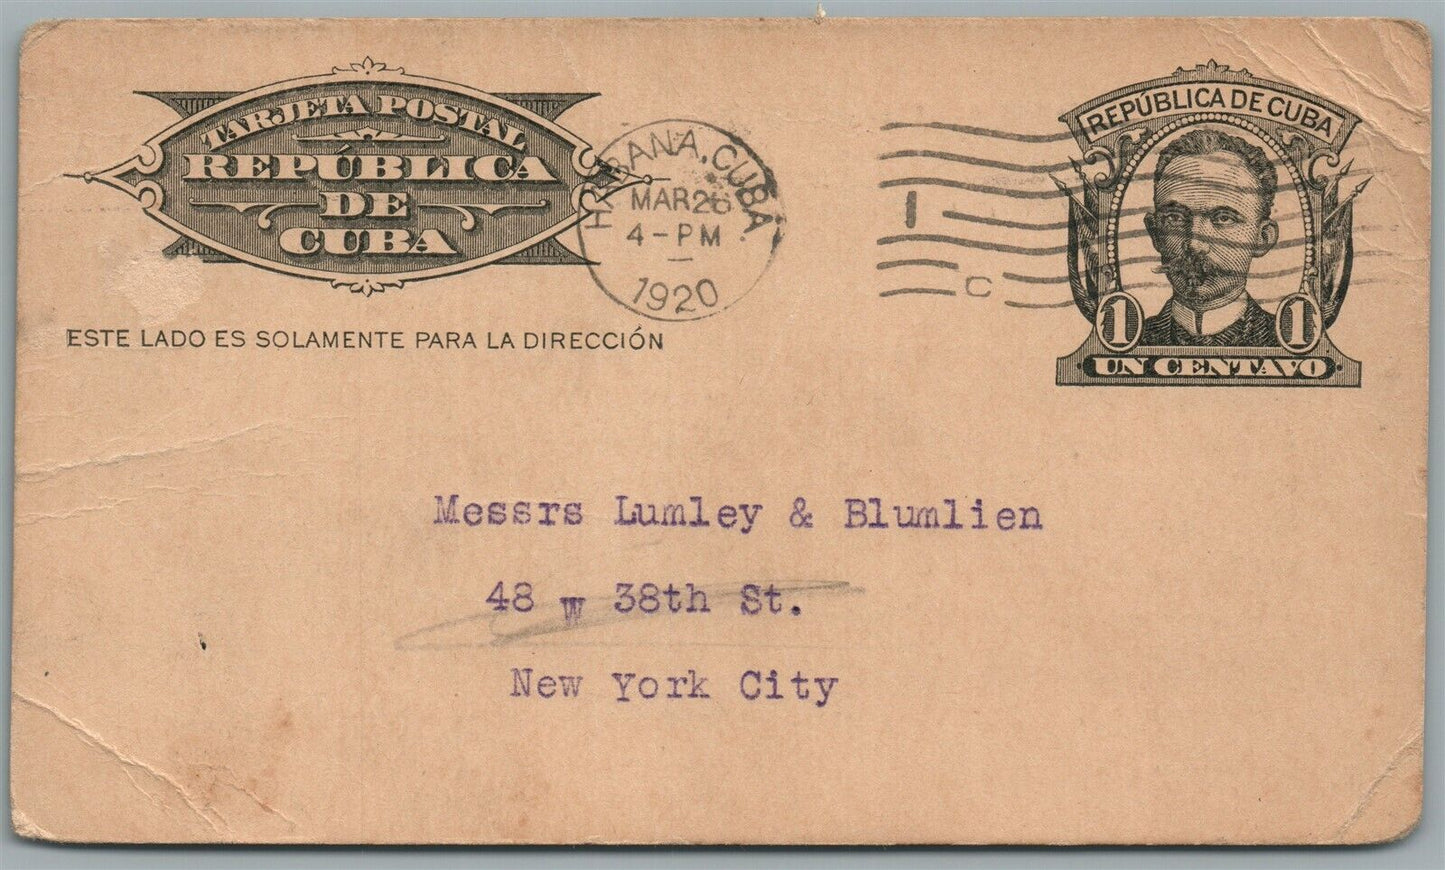 TARJETA POSTAL
REPÚBLICA
DE
CUBA
ESTE LADO ES SOLAMENTE PARA LA DIRECCIÓN
HABANA, CUBA.
MAR 26
4-PM
1920
1
C
REPÚBLICA DE CUBA
1 1
UN CENTAVO
Messrs Lumley & Blumlien
48 W 38th St.
New York City